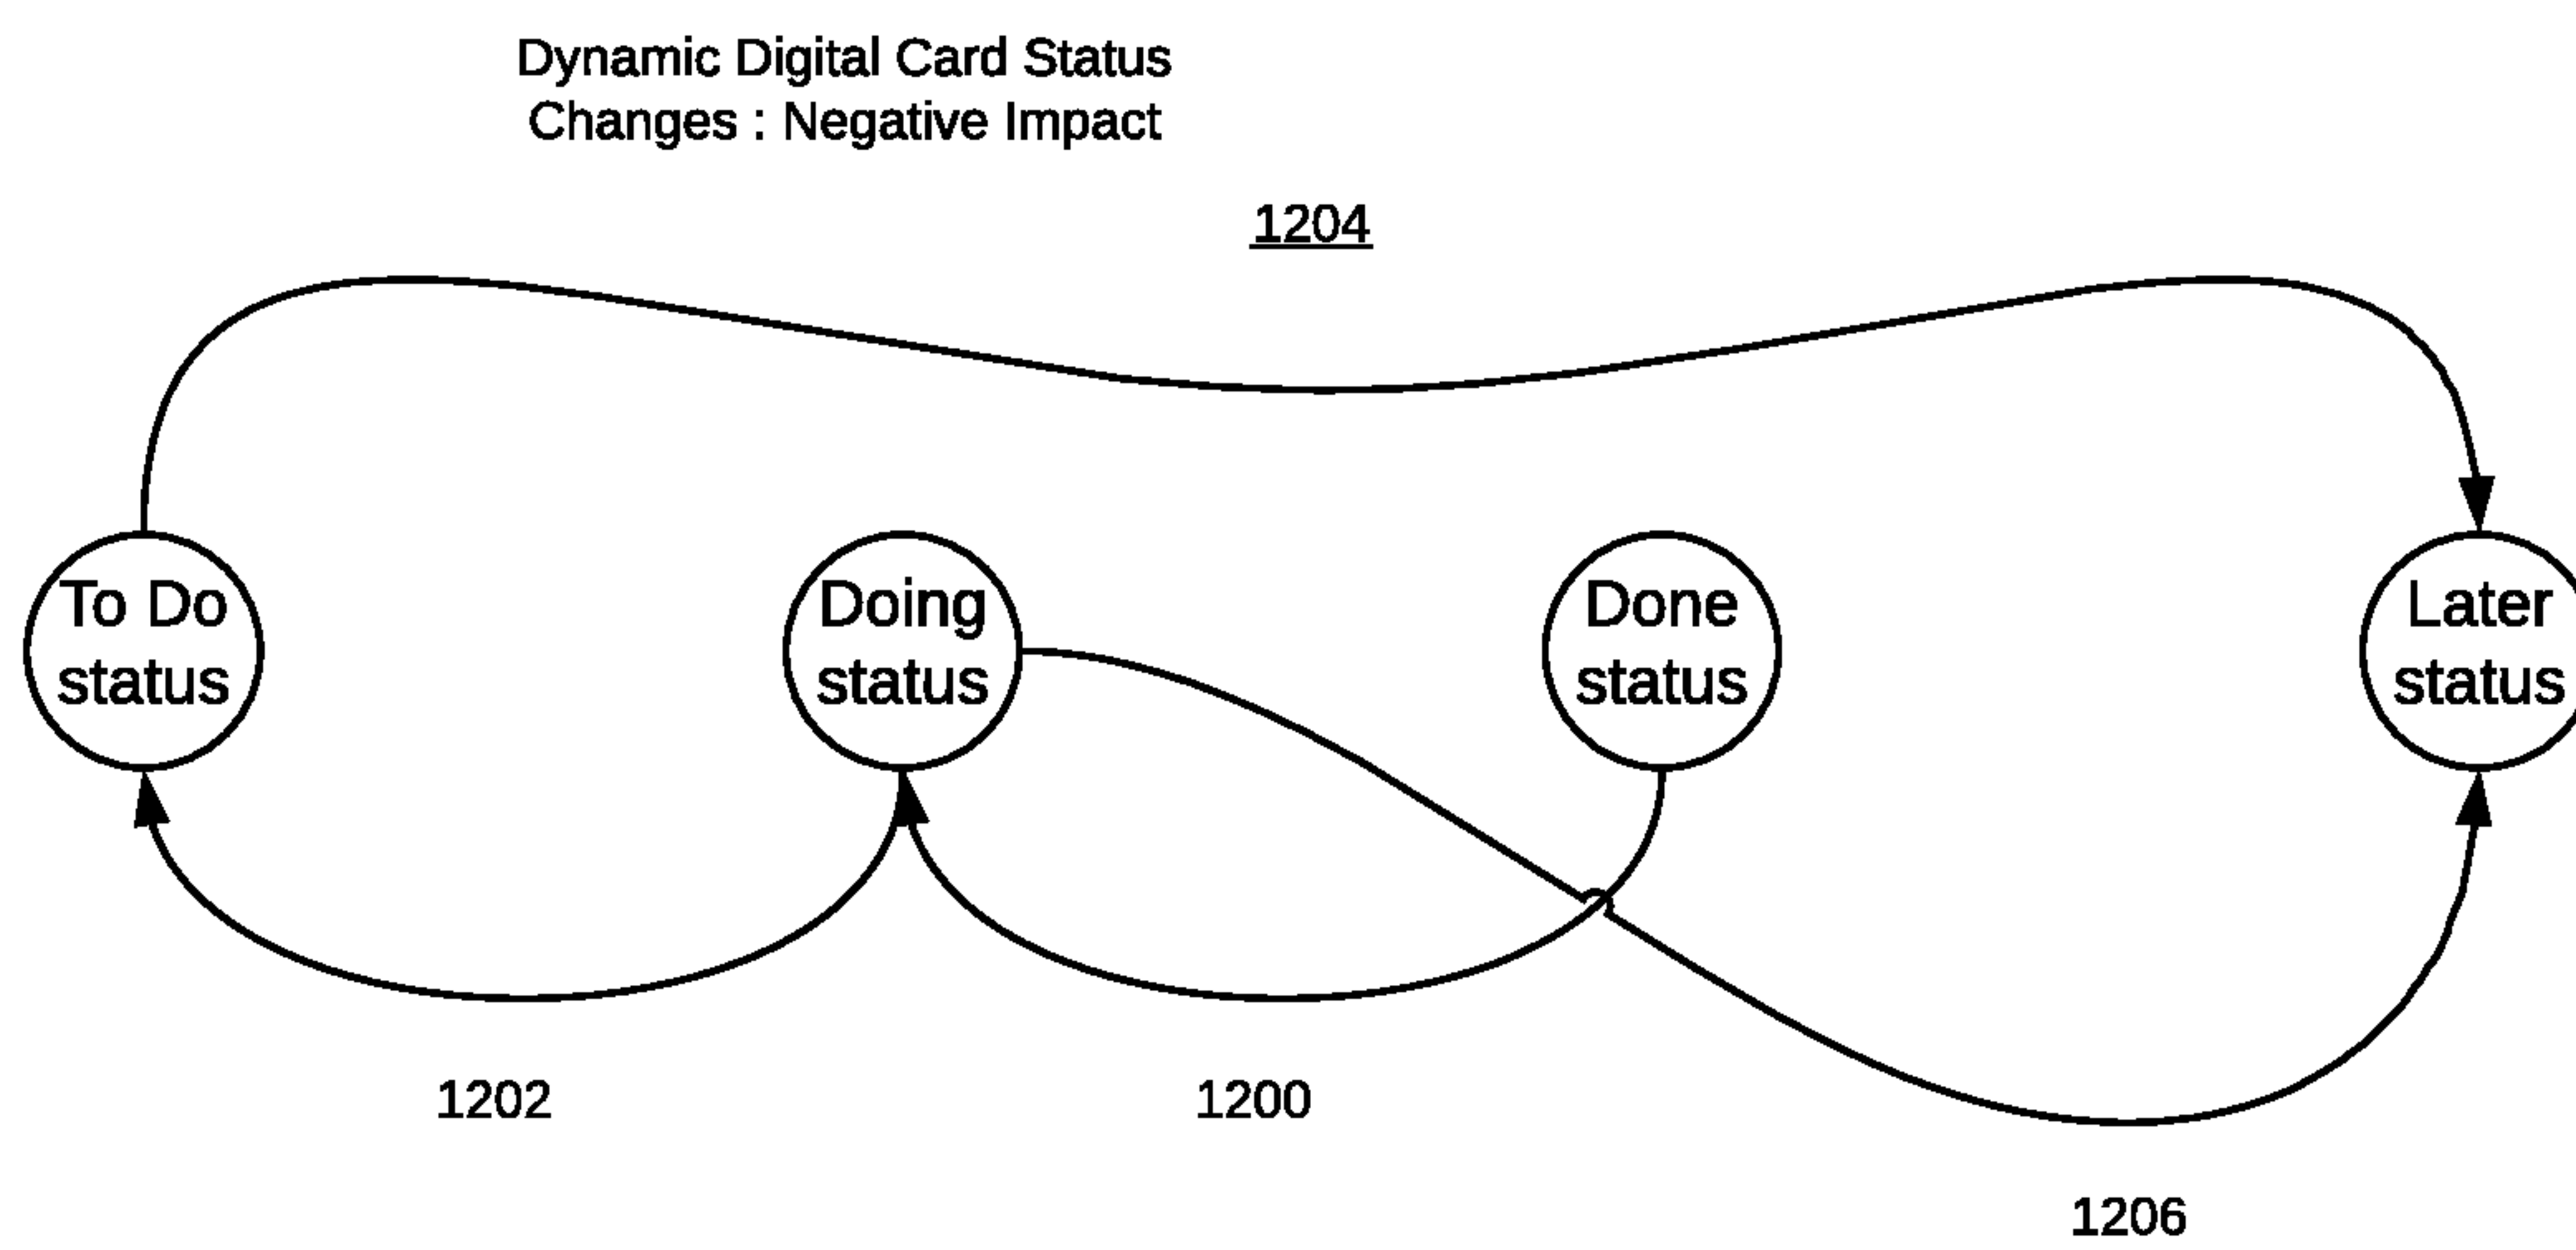 Dynamic Digital Card Status
Changes : Negative Impact
1204
To Do
status
Doing
status
Done
status
Later
status
1202
1200
1206